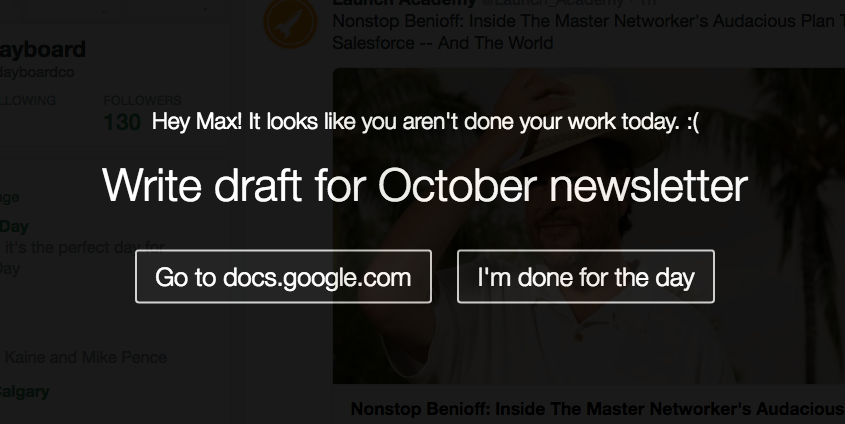 Launch Academy @Launch_Academy · 1h
Nonstop Benioff: Inside The Master Networker's Audacious Plan
Salesforce -- And The World
ayboard
dayboardco
LLOWING FOLLOWERS
130
Hey Max! It looks like you aren't done your work today. :(
Write draft for October newsletter
nge
Day
it's the perfect day for
Day
Go to docs.google.com I'm done for the day
Kaine and Mike Pence
algary
Nonstop Benioff: Inside The Master Networker's Audacious